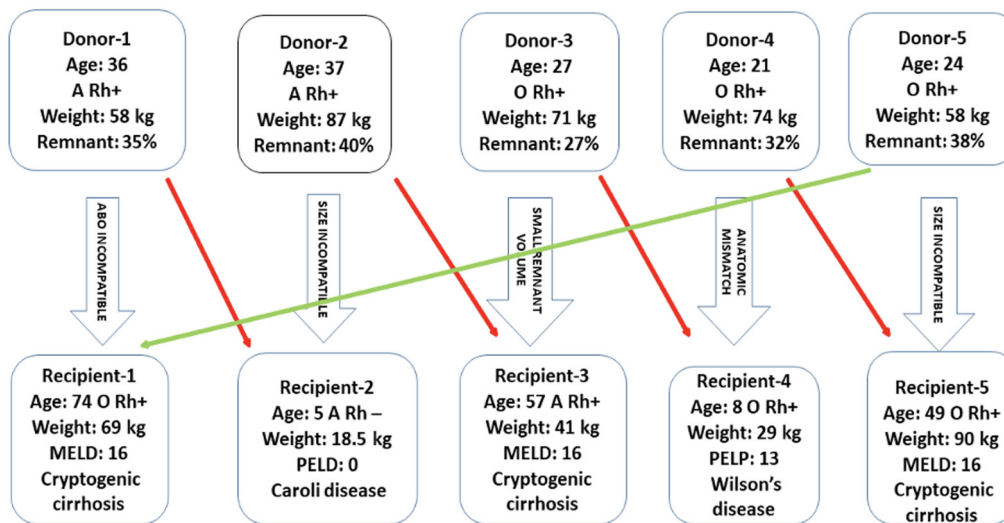 Donor-1
Age: 36
A Rh+
Weight: 58 kg
Remnant: 35%
Donor-2
Age: 37
A Rh+
Weight: 87 kg
Remnant: 40%
Donor-3
Age: 27
O Rh+
Weight: 71 kg
Remnant: 27%
Donor-4
Age: 21
O Rh+
Weight: 74 kg
Remnant: 32%
Donor-5
Age: 24
O Rh+
Weight: 58 kg
Remnant: 38%
ABO INCOMPATIBLE
SIZE INCOMPATIBLE
SMALL REMNANT
VOLUME
ANATOMIC
MISMATCH
SIZE INCOMPATIBLE
Recipient-1
Age: 74 O Rh+
Weight: 69 kg
MELD: 16
Cryptogenic
cirrhosis
Recipient-2
Age: 5 A Rh –
Weight: 18.5 kg
PELD: 0
Caroli disease
Recipient-3
Age: 57 A Rh+
Weight: 41 kg
MELD: 16
Cryptogenic
cirrhosis
Recipient-4
Age: 8 O Rh+
Weight: 29 kg
PELP: 13
Wilson's
disease
Recipient-5
Age: 49 O Rh+
Weight: 90 kg
MELD: 16
Cryptogenic
cirrhosis